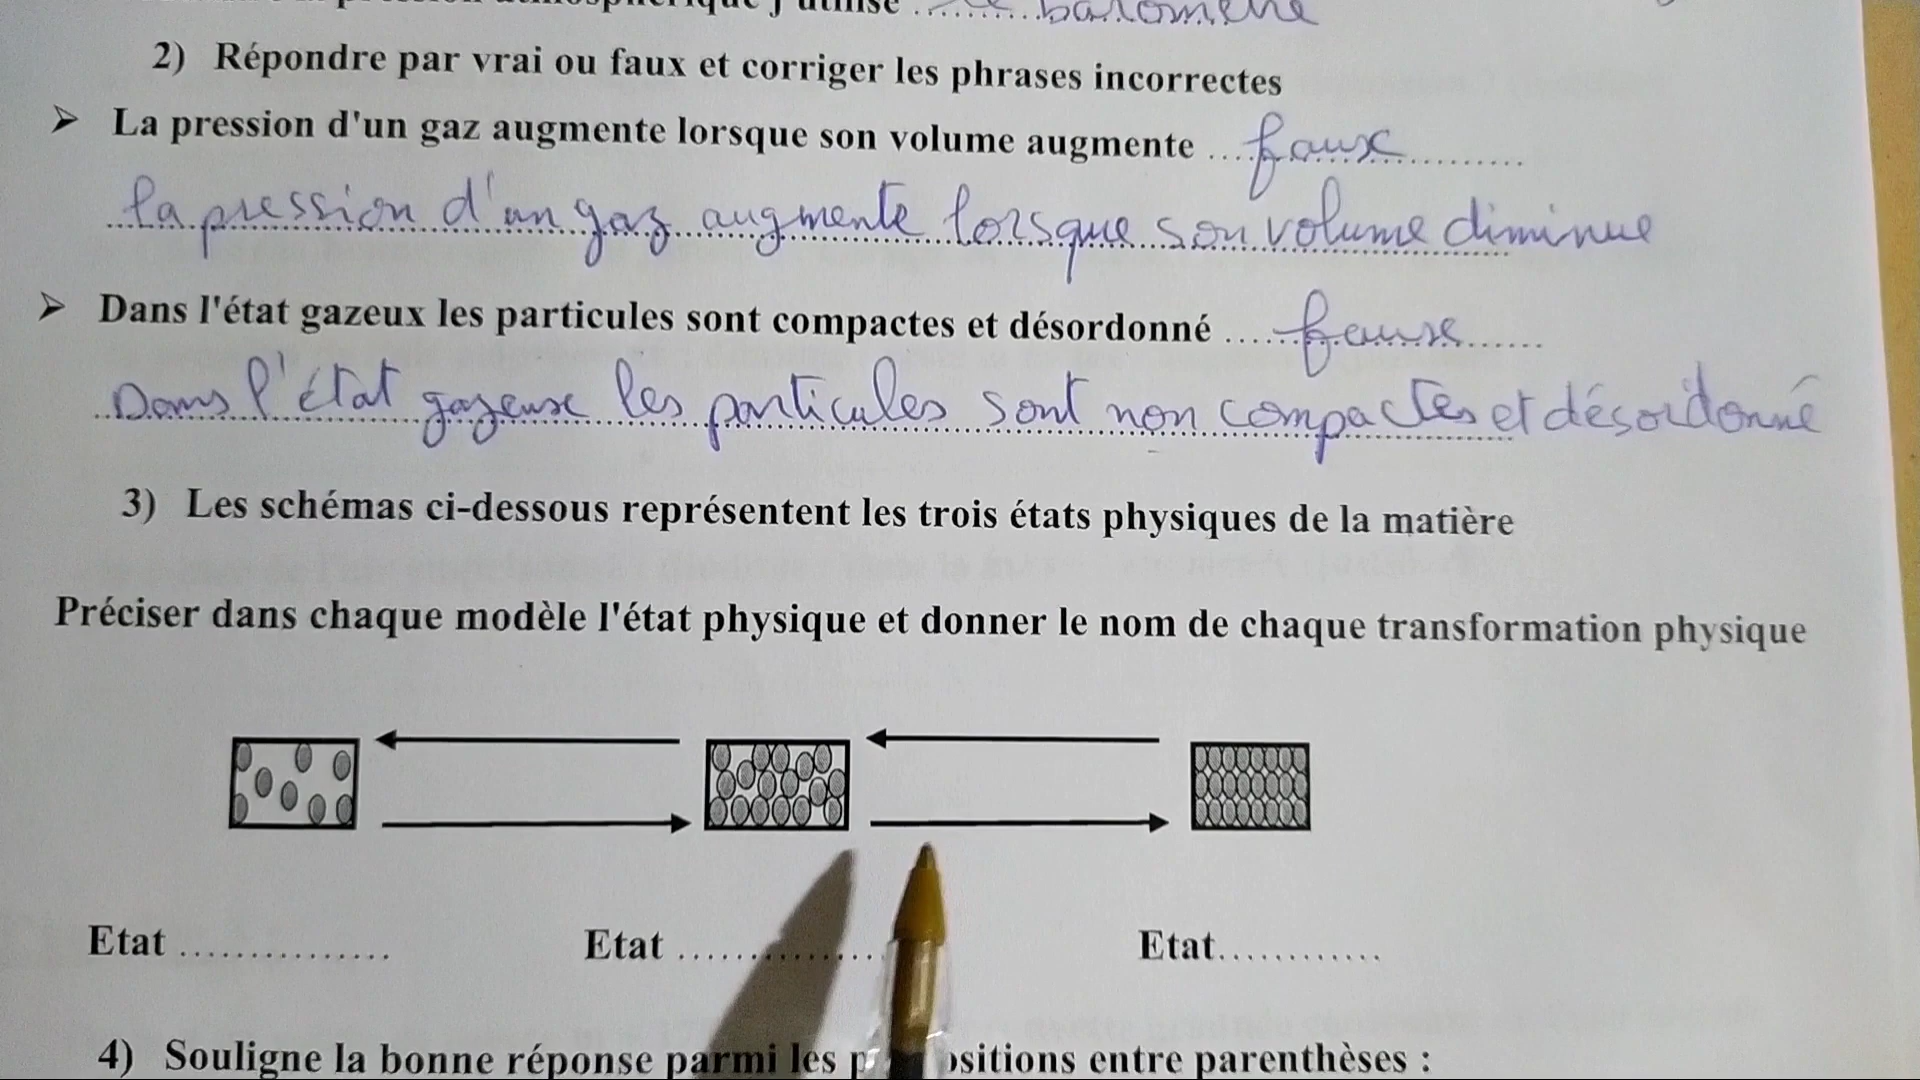 pression atmosphérique j'utilise ........ baromètre
2) Répondre par vrai ou faux et corriger les phrases incorrectes
➢ La pression d'un gaz augmente lorsque son volume augmente ....faux..........
la pression d'un gaz augmente lorsque son volume diminue
➢ Dans l'état gazeux les particules sont compactes et désordonné .....faux......
Dans l'état gazeux les particules sont non compactes et désordonné
3) Les schémas ci-dessous représentent les trois états physiques de la matière
Préciser dans chaque modèle l'état physique et donner le nom de chaque transformation physique
Etat ............... Etat ............... Etat............
4) Souligne la bonne réponse parmi les entre parenthèses :